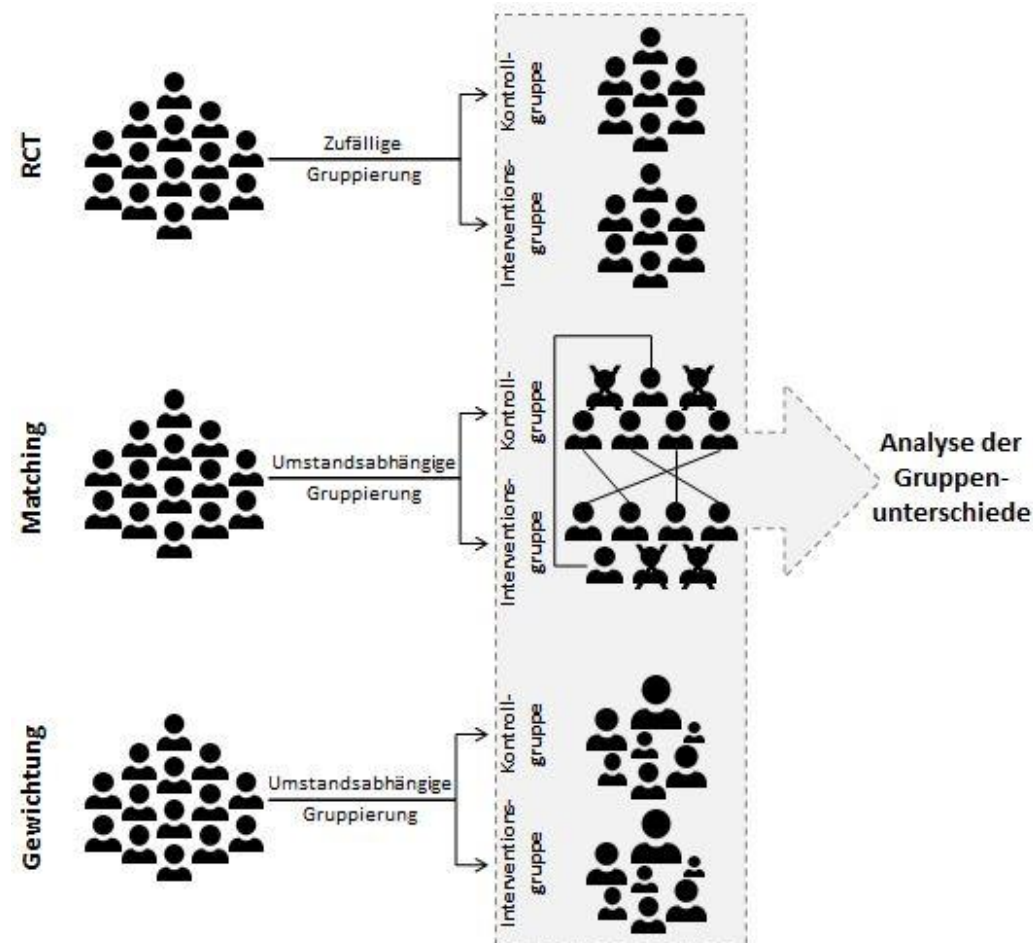 RCT
Zufällige
Gruppierung
Kontroll-
gruppe
Interventions-
gruppe
Matching
Umstandsabhängige
Gruppierung
Kontroll-
gruppe
Interventions-
gruppe
Gewichtung
Umstandsabhängige
Gruppierung
Kontroll-
gruppe
Interventions-
gruppe
Analyse der
Gruppen-
unterschiede